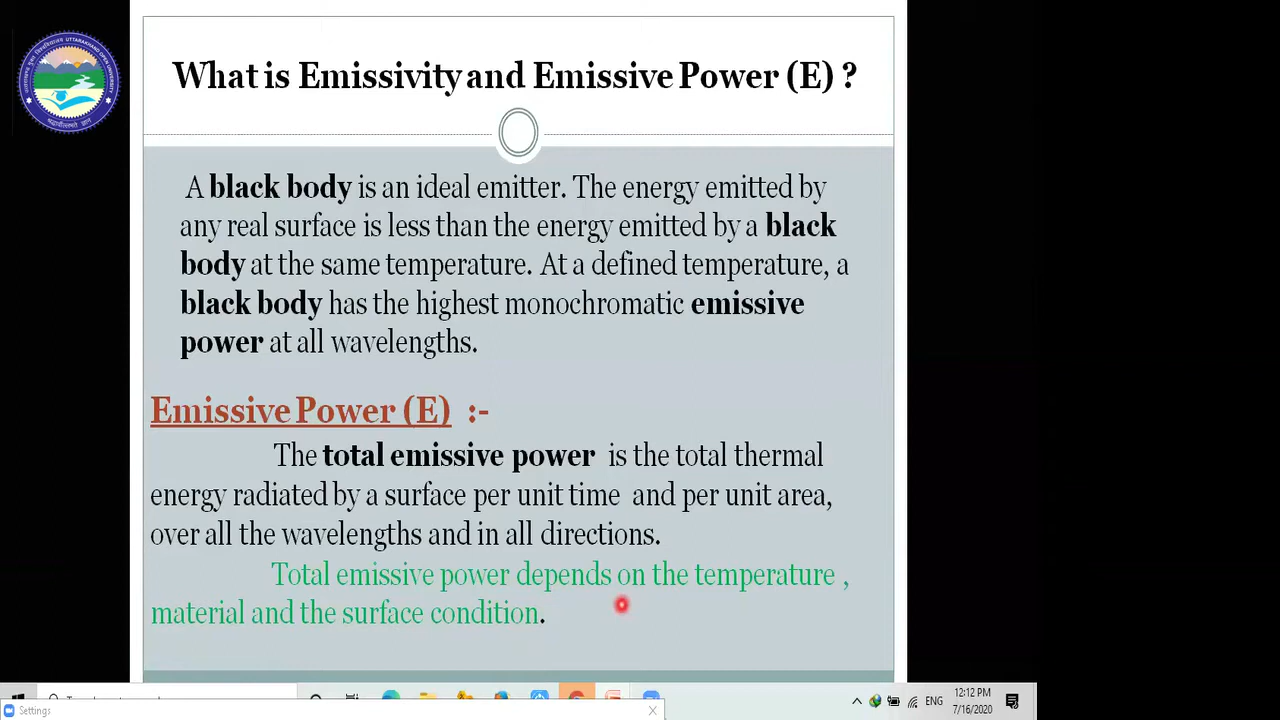 What is Emissivity and Emissive Power (E) ?
A black body is an ideal emitter. The energy emitted by
any real surface is less than the energy emitted by a black
body at the same temperature. At a defined temperature, a
black body has the highest monochromatic emissive
power at all wavelengths.
Emissive Power (E) :-
The total emissive power is the total thermal
energy radiated by a surface per unit time and per unit area,
over all the wavelengths and in all directions.
Total emissive power depends on the temperature ,
material and the surface condition.
ENG
12:12 PM
7/16/2020
Settings